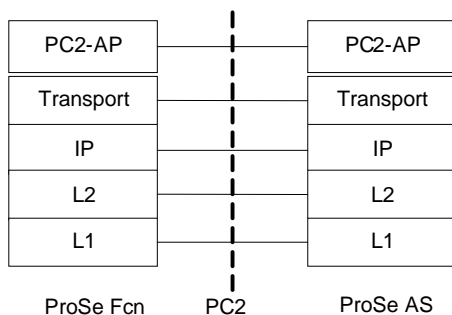 PC2-AP PC2-AP
Transport Transport
IP IP
L2 L2
L1 L1
ProSe Fcn PC2 ProSe AS